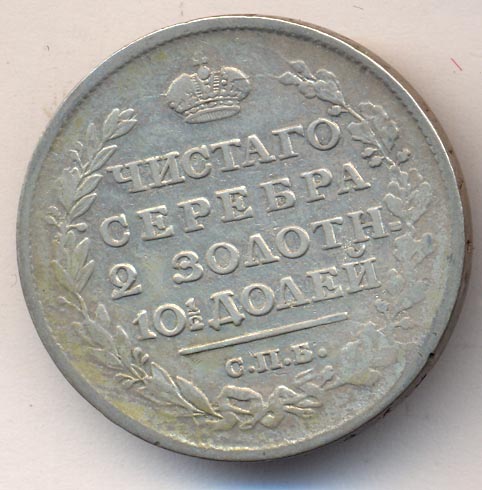 ЧИСТАГО
СЕРЕБРА
2 ЗОЛОТН.
10½ ДОЛЕЙ
С.П.Б.